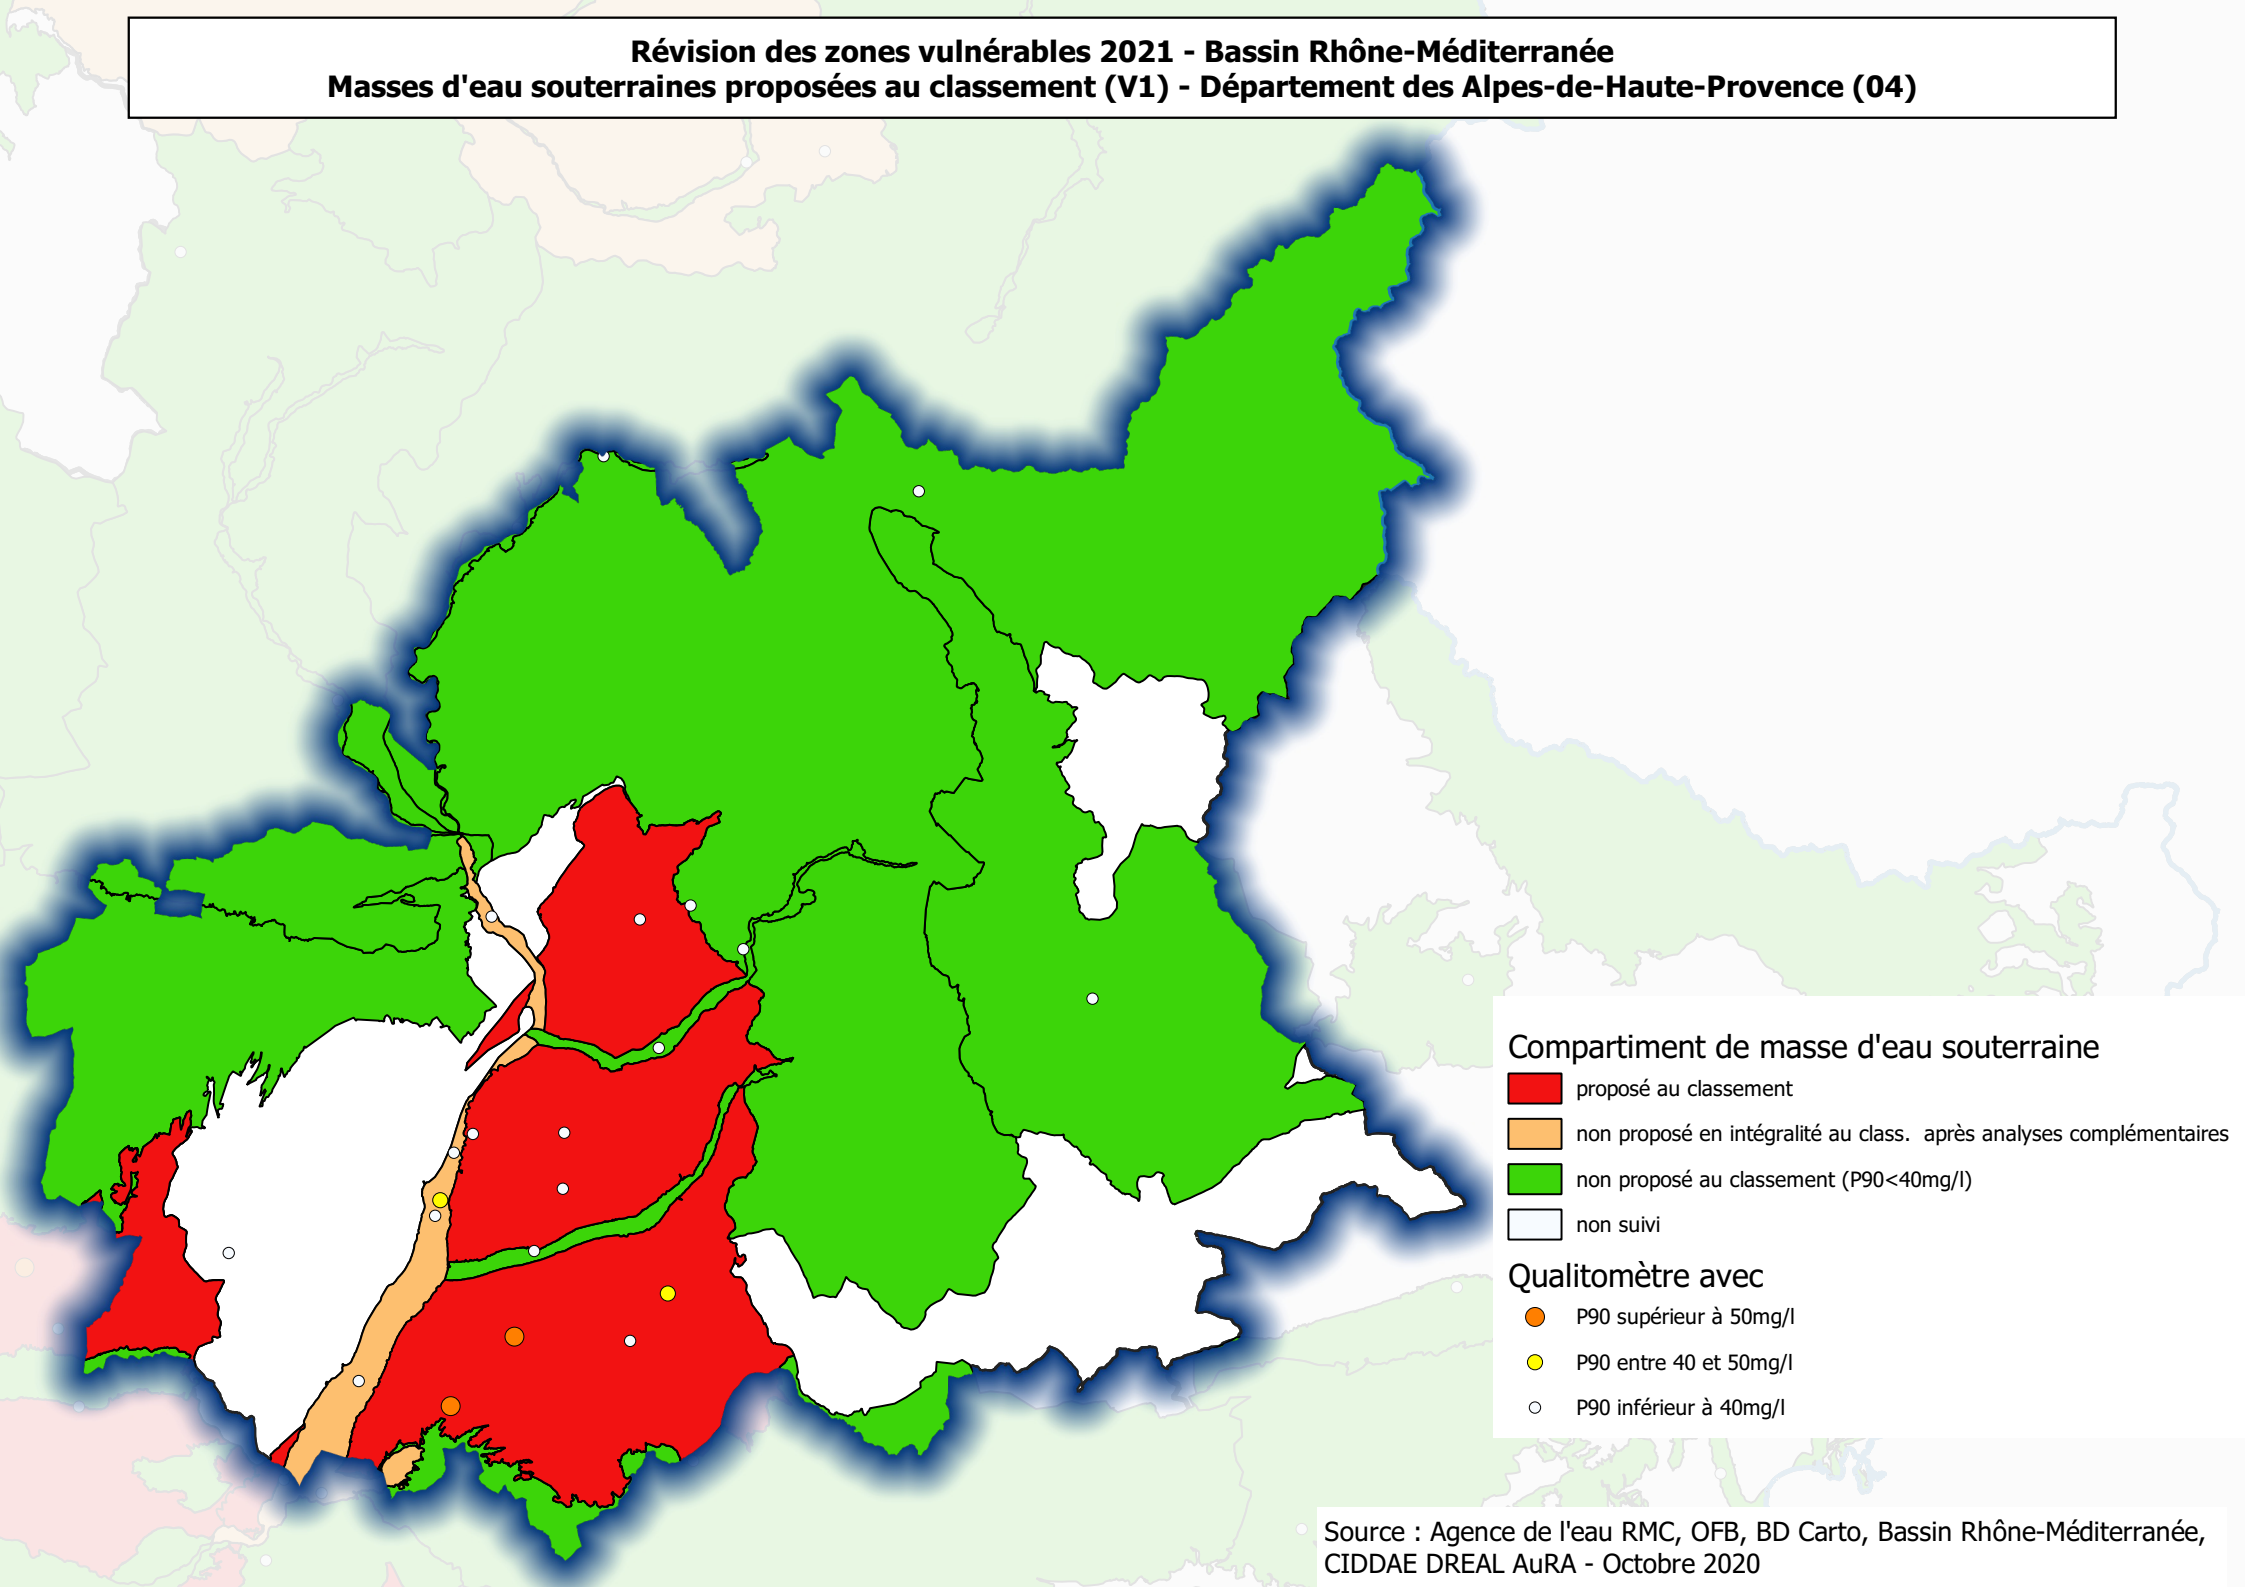 Révision des zones vulnérables 2021 - Bassin Rhône-Méditerranée
Masses d'eau souterraines proposées au classement (V1) - Département des Alpes-de-Haute-Provence (04)
Compartiment de masse d'eau souterraine
proposé au classement
non proposé en intégralité au class. après analyses complémentaires
non proposé au classement (P90<40mg/l)
non suivi
Qualitomètre avec
P90 supérieur à 50mg/l
P90 entre 40 et 50mg/l
P90 inférieur à 40mg/l
Source : Agence de l'eau RMC, OFB, BD Carto, Bassin Rhône-Méditerranée,
CIDDAE DREAL AuRA - Octobre 2020